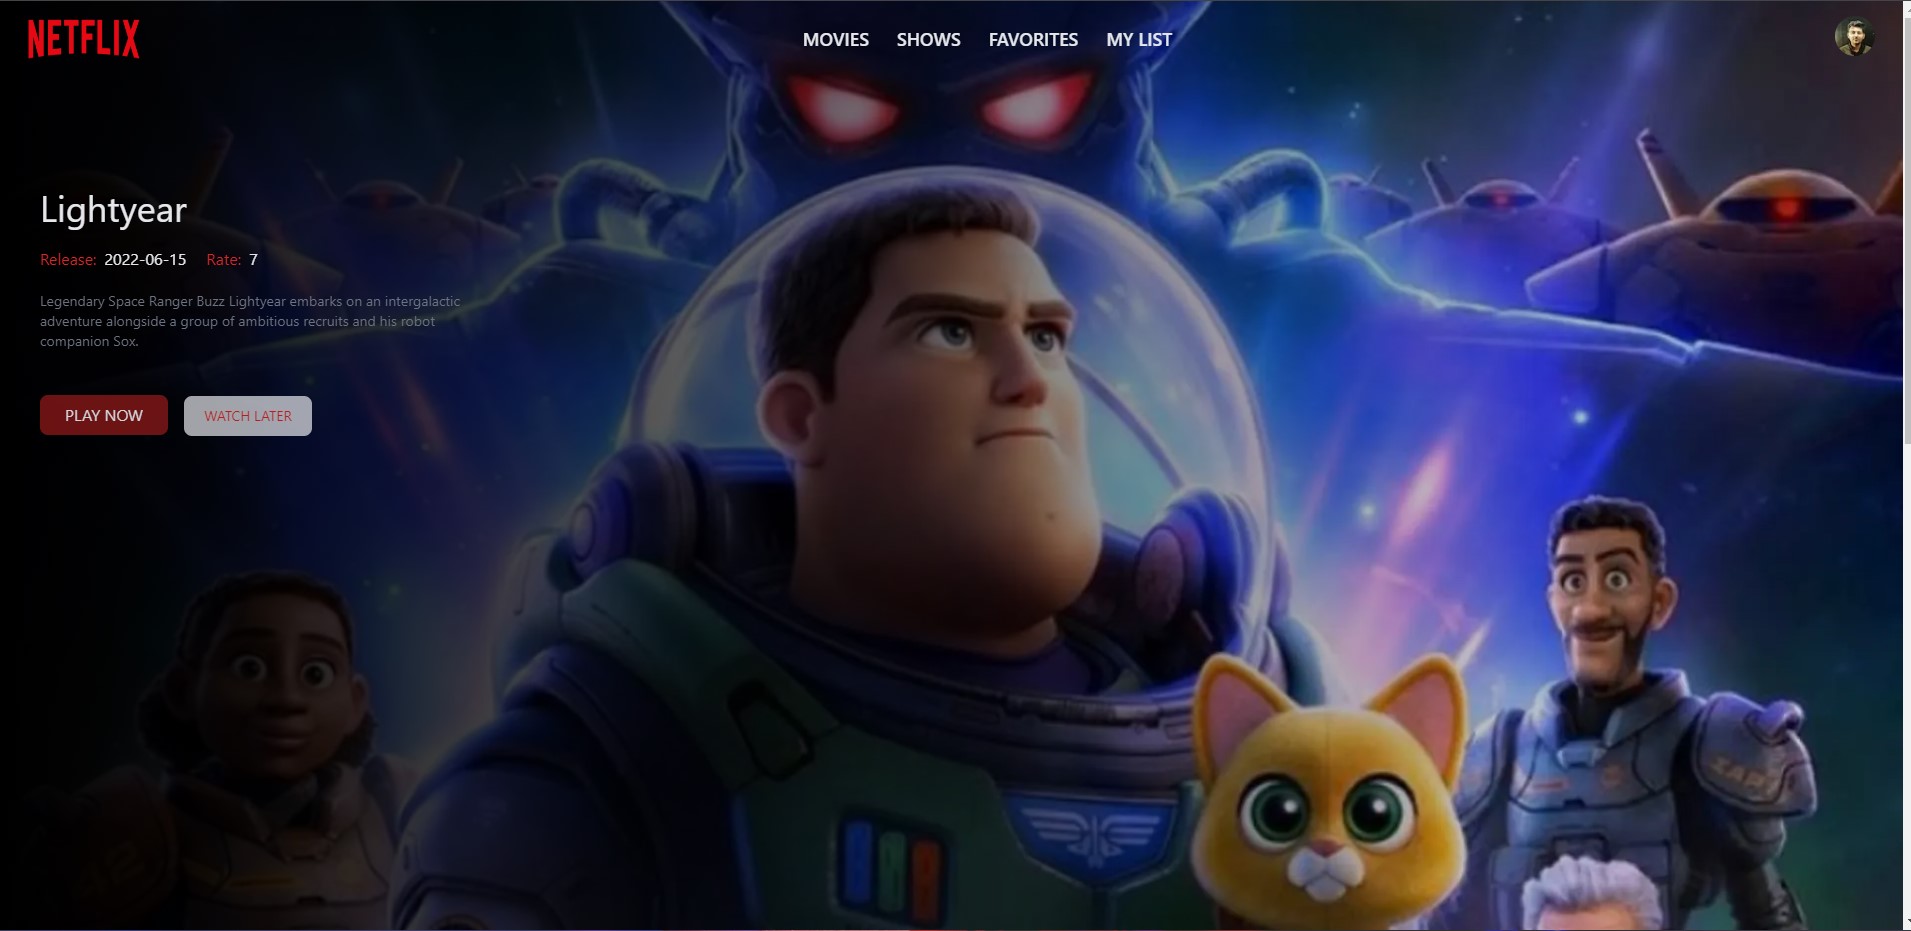 NETFLIX
MOVIES SHOWS FAVORITES MY LIST
Lightyear
Release: 2022-06-15 Rate: 7
Legendary Space Ranger Buzz Lightyear embarks on an intergalactic
adventure alongside a group of ambitious recruits and his robot
companion Sox.
PLAY NOW WATCH LATER